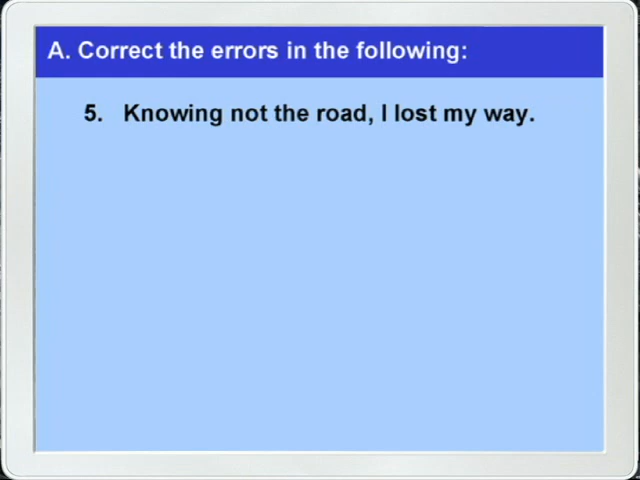 A. Correct the errors in the following:
5. Knowing not the road, I lost my way.